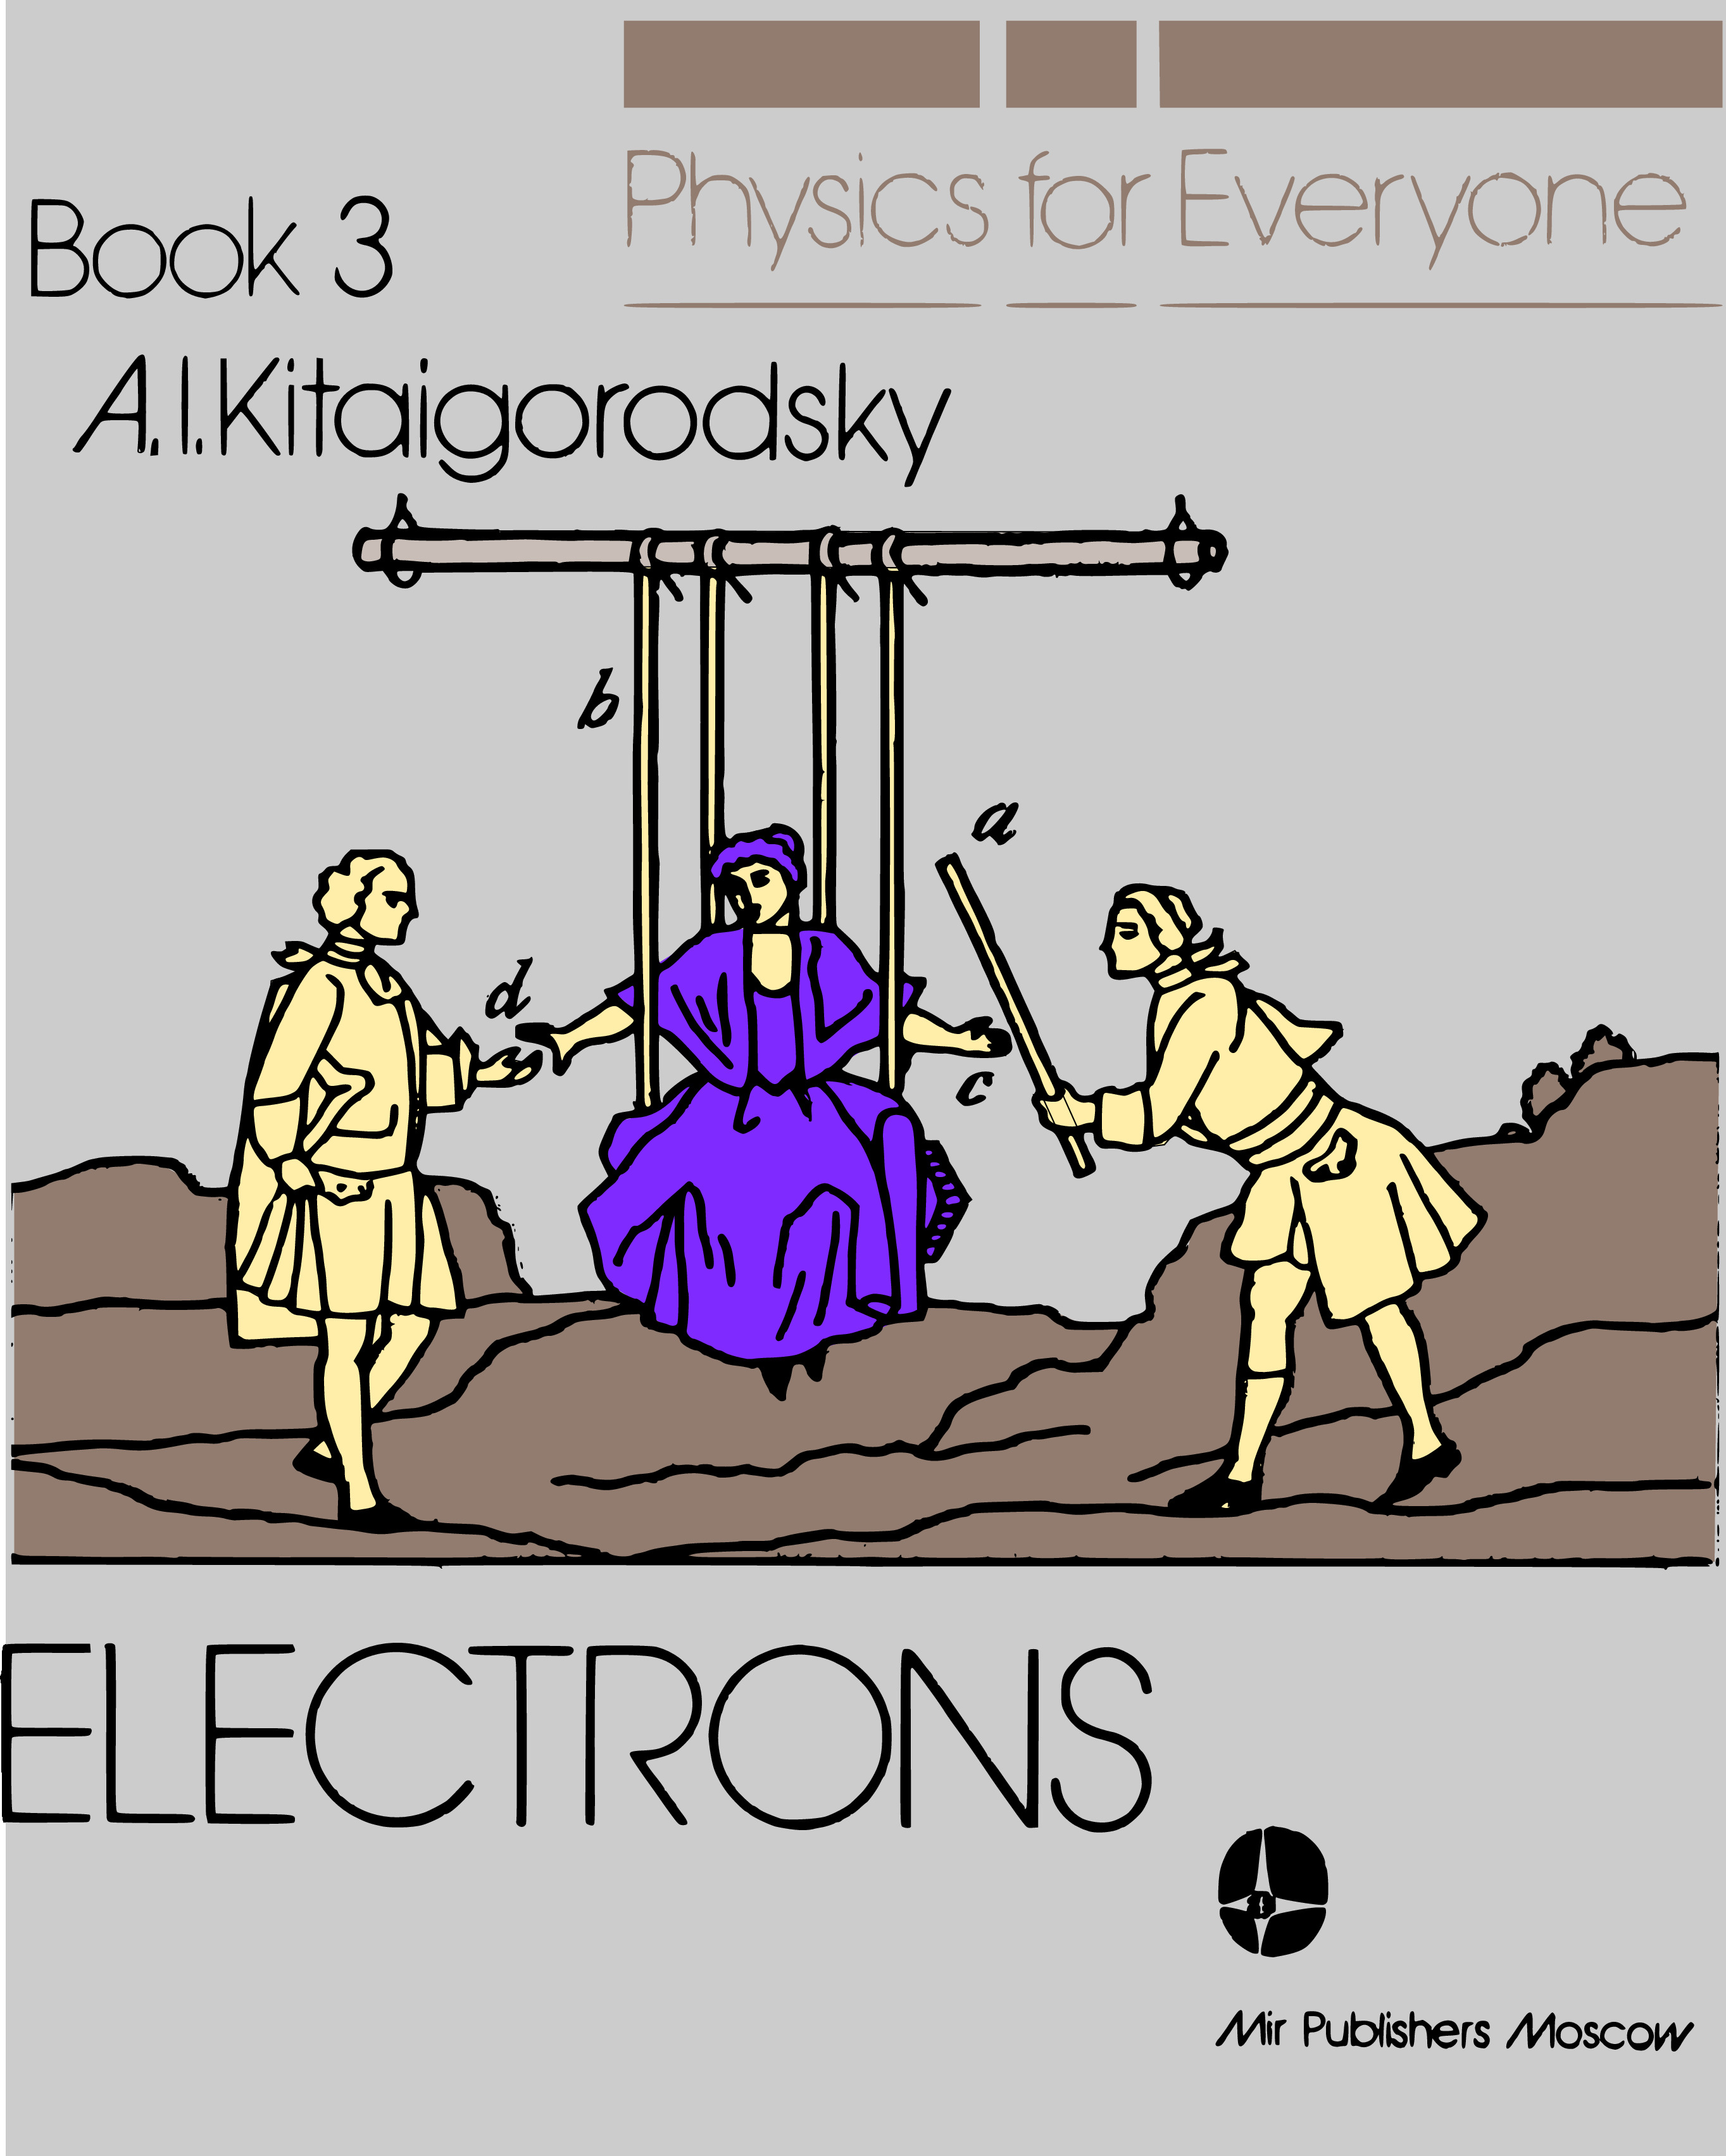 Physics for Everyone
Book 3
A.I.Kitaigorodsky
b
a
d
c
ELECTRONS
Mir Publishers Moscow